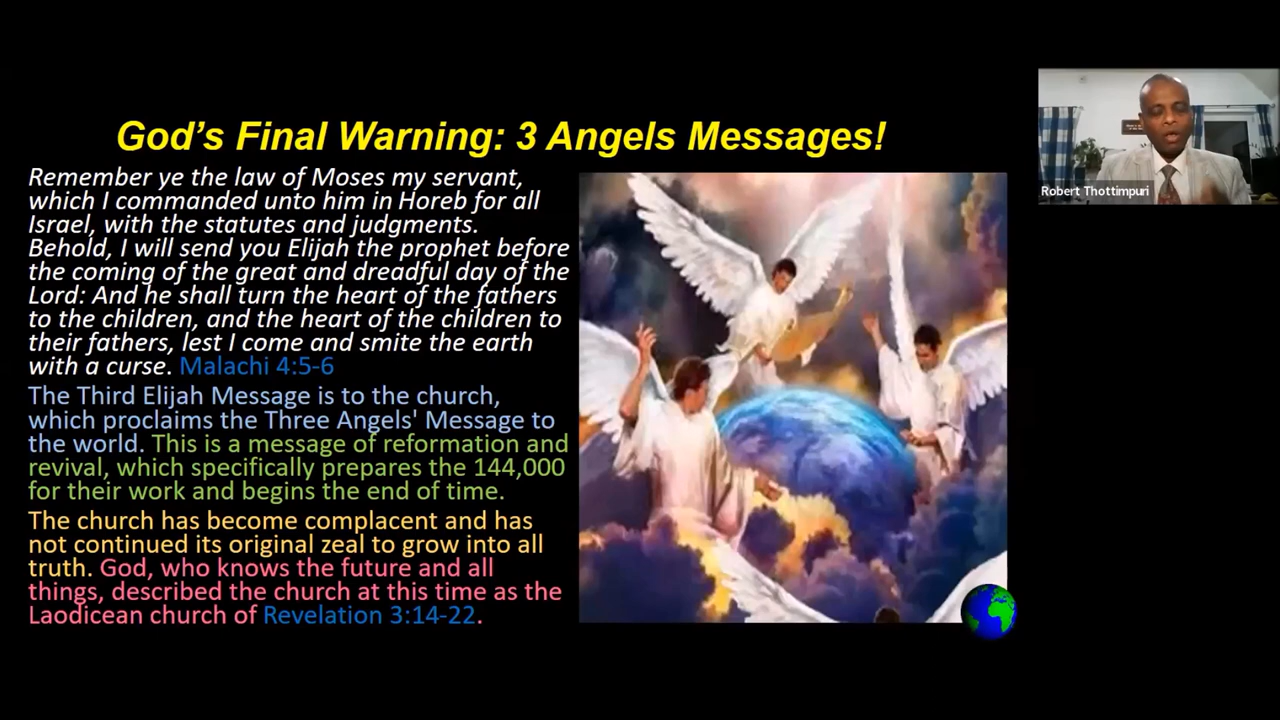 God's Final Warning: 3 Angels Messages!
Remember ye the law of Moses my servant,
which I commanded unto him in Horeb for all
Israel, with the statutes and judgments.
Behold, I will send you Elijah the prophet before
the coming of the great and dreadful day of the
Lord: And he shall turn the heart of the fathers
to the children, and the heart of the children to
their fathers, lest I come and smite the earth
with a curse. Malachi 4:5-6
The Third Elijah Message is to the church,
which proclaims the Three Angels' Message to
the world. This is a message of reformation and
revival, which specifically prepares the 144,000
for their work and begins the end of time.
The church has become complacent and has
not continued its original zeal to grow into all
truth. God, who knows the future and all
things, described the church at this time as the
Laodicean church of Revelation 3:14-22.
Robert Thottimpuri